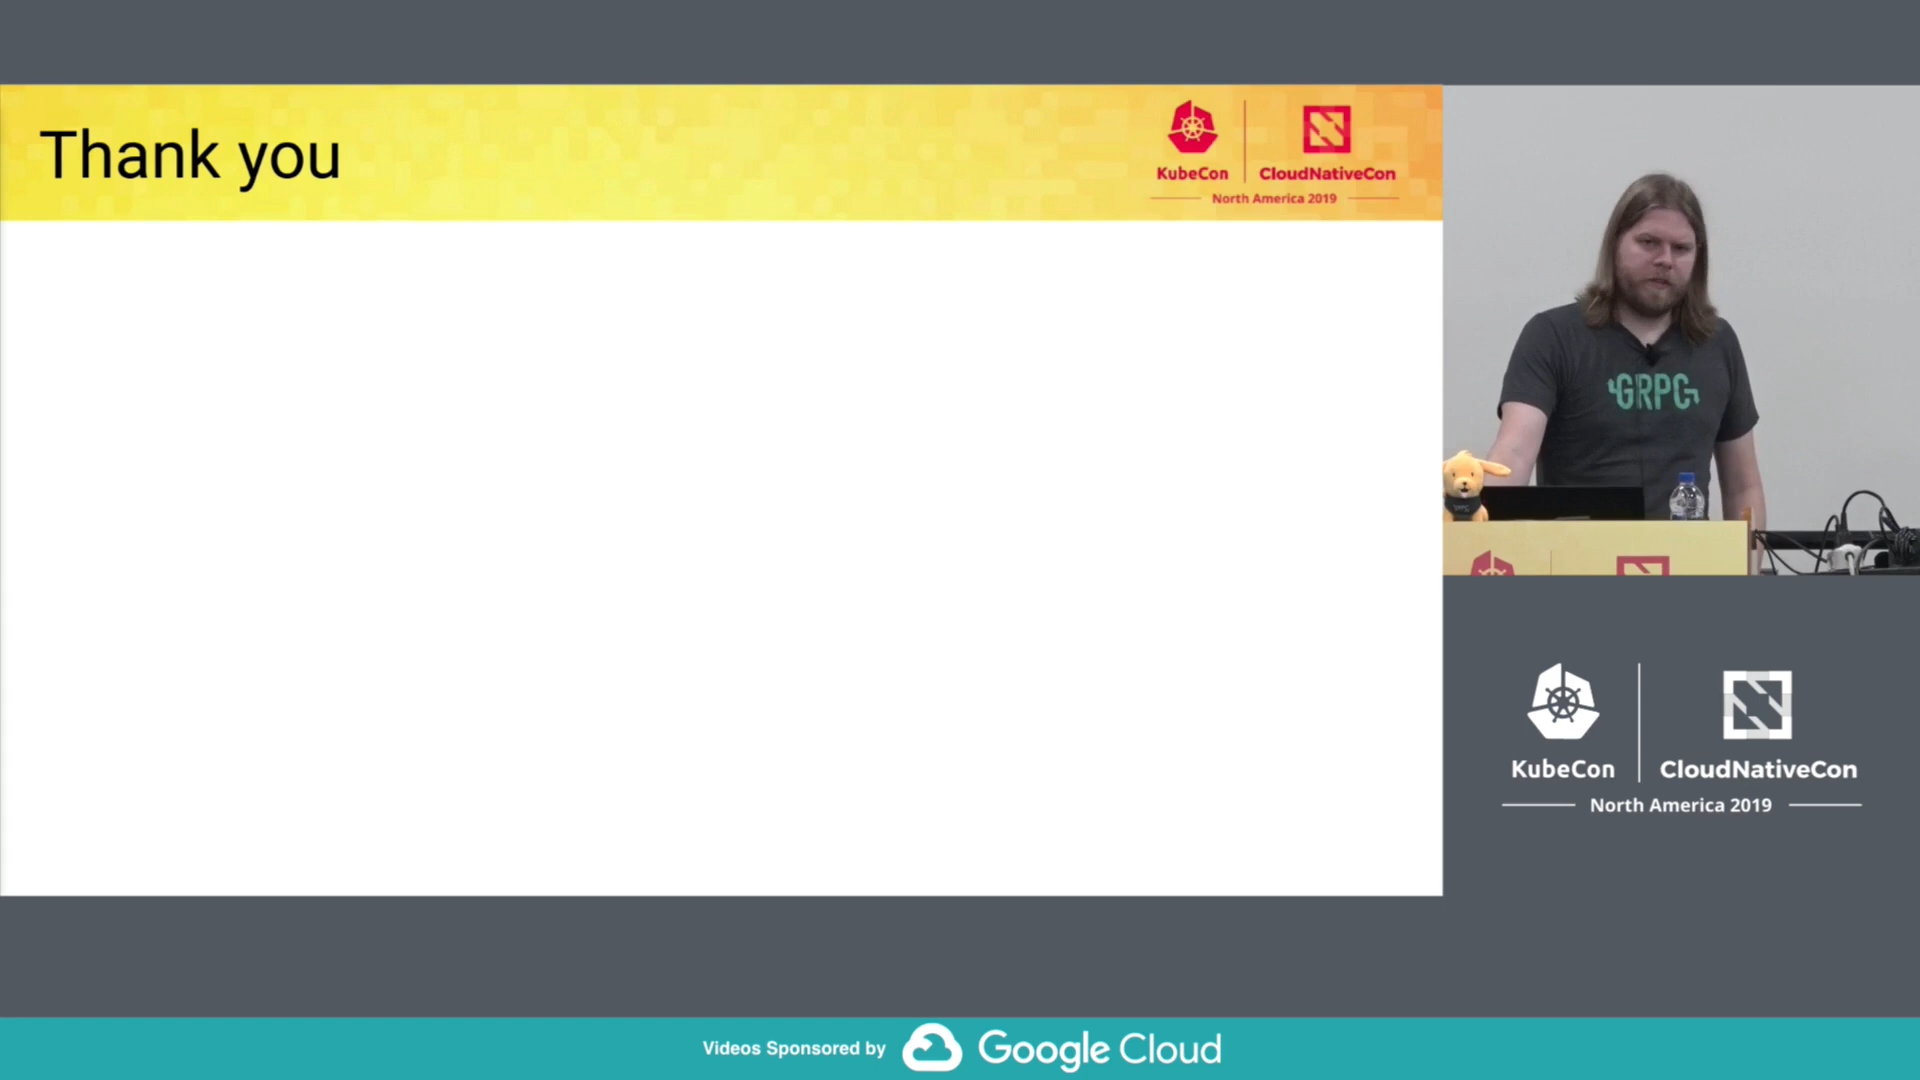 Thank you
KubeCon
CloudNativeCon
North America 2019
GRPC
KubeCon
CloudNativeCon
North America 2019
Videos Sponsored by
Google Cloud